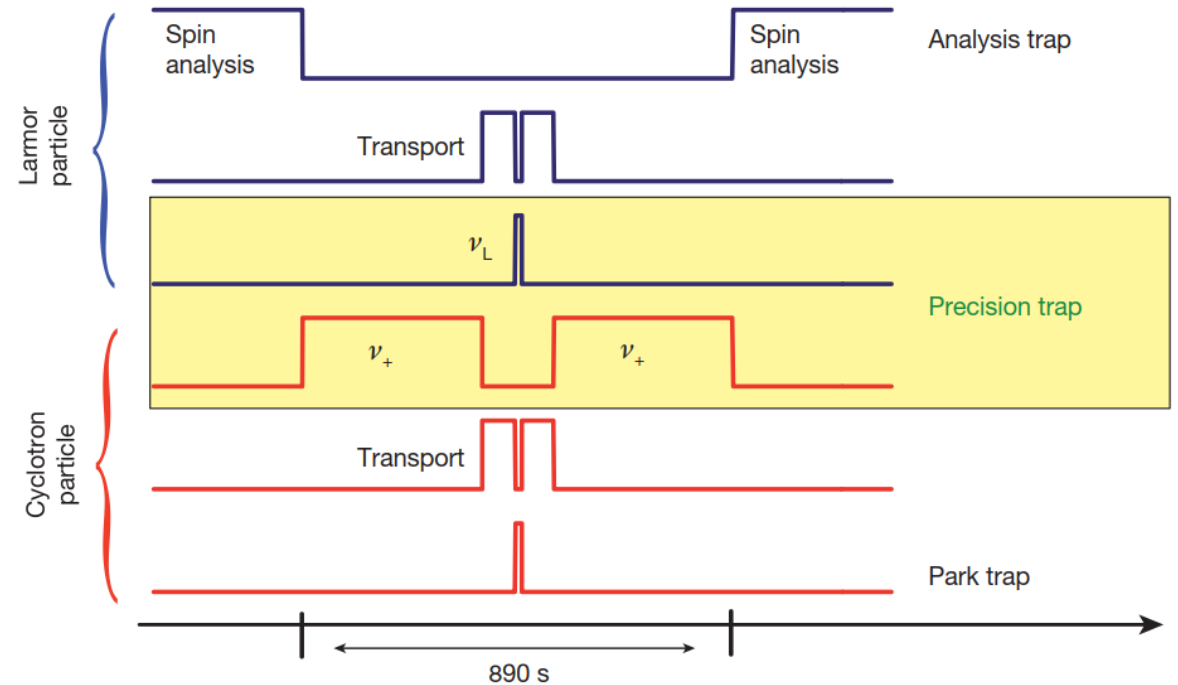 Spin
analysis
Spin
analysis
Analysis trap
Larmor
particle
Transport
ν_L
Precision trap
ν_+
ν_+
Cyclotron
particle
Transport
Park trap
890 s